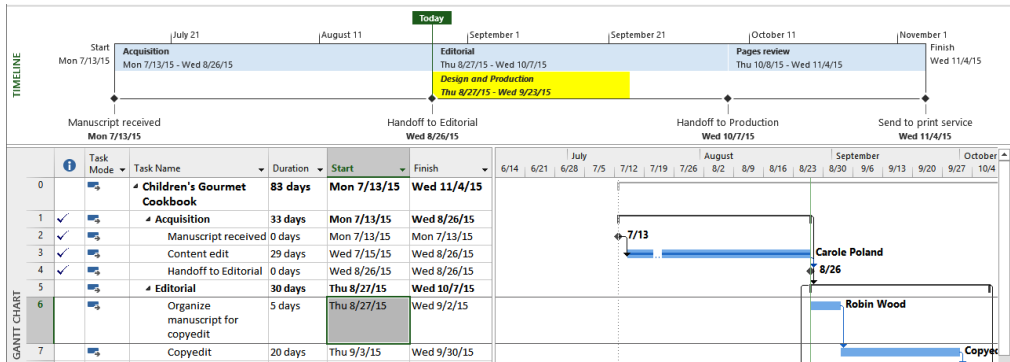 Today
July 21
August 11
September 1
September 21
October 11
November 1
Start
Mon 7/13/15
Acquisition
Mon 7/13/15 - Wed 8/26/15
Editorial
Thu 8/27/15 - Wed 10/7/15
Pages review
Thu 10/8/15 - Wed 11/4/15
Finish
Wed 11/4/15
Design and Production
Thu 8/27/15 - Wed 9/23/15
TIMELINE
Manuscript received
Mon 7/13/15
Handoff to Editorial
Wed 8/26/15
Handoff to Production
Wed 10/7/15
Send to print service
Wed 11/4/15
Task Mode Task Name Duration Start Finish
July August September October
6/14 6/21 6/28 7/5 7/12 7/19 7/26 8/2 8/9 8/16 8/23 8/30 9/6 9/13 9/20 9/27 10/4
0 Children's Gourmet Cookbook 83 days Mon 7/13/15 Wed 11/4/15
1 Acquisition 33 days Mon 7/13/15 Wed 8/26/15
2 Manuscript received 0 days Mon 7/13/15 Mon 7/13/15
7/13
3 Content edit 29 days Wed 7/15/15 Wed 8/26/15
Carole Poland
4 Handoff to Editorial 0 days Wed 8/26/15 Wed 8/26/15
8/26
5 Editorial 30 days Thu 8/27/15 Wed 10/7/15
6 Organize manuscript for copyedit 5 days Thu 8/27/15 Wed 9/2/15
Robin Wood
7 Copyedit 20 days Thu 9/3/15 Wed 9/30/15
Copyec
GANTT CHART